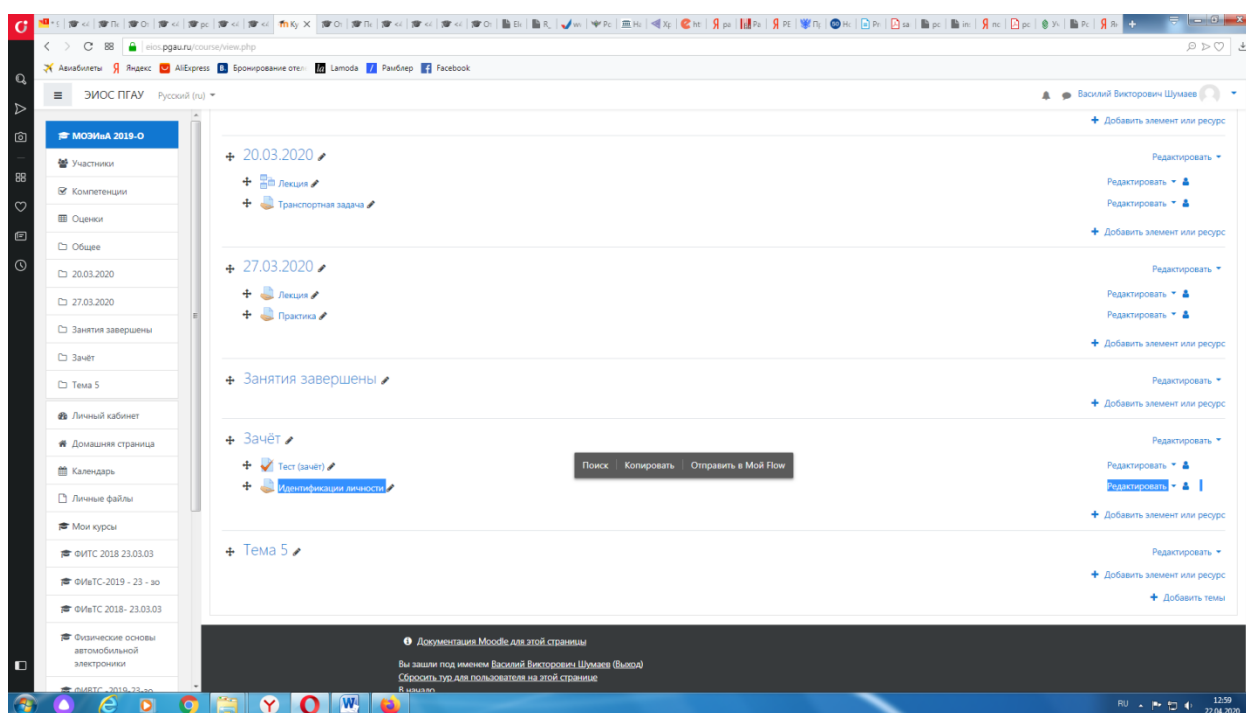 eios.pgau.ru/course/view.php
Авиабилеты Яндекс AliExpress Бронирование отел Lamoda Рамблер Facebook
ЭИОС ПГАУ Русский (ru) Василий Викторович Шумаев
Добавить элемент или ресурс
МОЭИвА 2019-О
Участники
Компетенции
Оценки
Общее
20.03.2020
27.03.2020
Занятия завершены
Зачёт
Тема 5
Личный кабинет
Домашняя страница
Календарь
Личные файлы
Мои курсы
ФИТС 2018 23.03.03
ФИвТС-2019 - 23 - зо
ФИвТС 2018- 23.03.03
Физические основы
автомобильной
электроники
20.03.2020 Редактировать
Лекция Редактировать
Транспортная задача Редактировать
Добавить элемент или ресурс
27.03.2020 Редактировать
Лекция Редактировать
Практика Редактировать
Добавить элемент или ресурс
Занятия завершены Редактировать
Добавить элемент или ресурс
Зачёт Редактировать
Поиск Копировать Отправить в Мой Flow
Тест (зачёт) Редактировать
Идентификации личности Редактировать
Добавить элемент или ресурс
Тема 5 Редактировать
Добавить элемент или ресурс
Добавить темы
Документация Moodle для этой страницы
Вы зашли под именем Василий Викторович Шумаев (Выход)
Сбросить тур для пользователя на этой странице
В начало
RU 12:59
22.04.2020